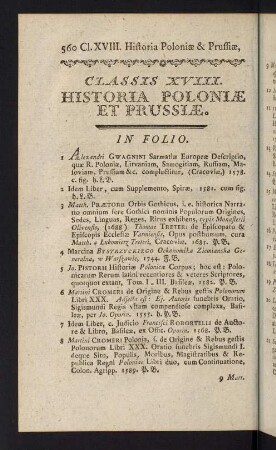 560 Cl. XVIII. Historia Poloniæ & Prussiæ,
CLASSIS XVIII.
HISTORIA POLONIÆ
ET PRUSSIÆ.
IN FOLIO.
1 Alexandri GWAGNINI Sarmatiæ Europeæ Descriptio,
quæ R. Poloniæ, Litvaniam, Samogitiam, Russiam, Ma-
soviam, Prussiam &c. complectitur. (Cracoviæ) 1578.
c. fig. h. F.B.
2 Idem Liber, cum Supplemento, Spiræ, 1581. cum fig.
h. F.B.
3 Matth. PRÆTORII Orbis Gothicus, i. e. historica Narra-
tio omnium fere Gothici nominis Populorum Origines,
Sedes, Linguas, Reges, Ritus exhibens, typis Monasterii
Olivensis, (1688) Thomæ TRETERI de Episcopatu &
Episcopis Ecclesiæ Varmiensis, Opus posthumum, cura
Matth. a Lubomierz Treteri, Cracoviæ, 1685. P.B.
4 Marcina BYSTRZYCKIEGO Oekonomika Ziemianska Ge-
neralna, w Warszawie, 1744. F.B.
5 Jo. PISTORII Historiæ Polonicæ Corpus; hoc est: Polo-
nicarum Rerum latini recentiores & veteres Scriptores,
quotquot extant, Tom. I. III. Basileæ, 1582. P.B.
6 Martini CROMERI de Origine & Rebus gestis Polonorum
Libri XXX. Adjecta est: Ej. Autoris funebris Oratio,
Sigismundi Regis vitam compendiose complexa, Basi-
leæ, per Jo. Oporin. 1555. h. P.B.
7 Idem Liber, c. Judicio Francisci ROBORTELLI de Aucto-
re & Libro, Basileæ, ex Offic. Oporin. 1568. P.B.
8 Martini CROMERI Polonia, s. de Origine & Rebus gestis
Polonorum Libri XXX. Oratio funebris Sigismundi I.
deque Situ, Populis, Moribus, Magistratibus & Re-
publica Regni Poloniæ Libri duo, cum Continuatione,
Colon. Agripp. 1589. P.B.
9 Mart.